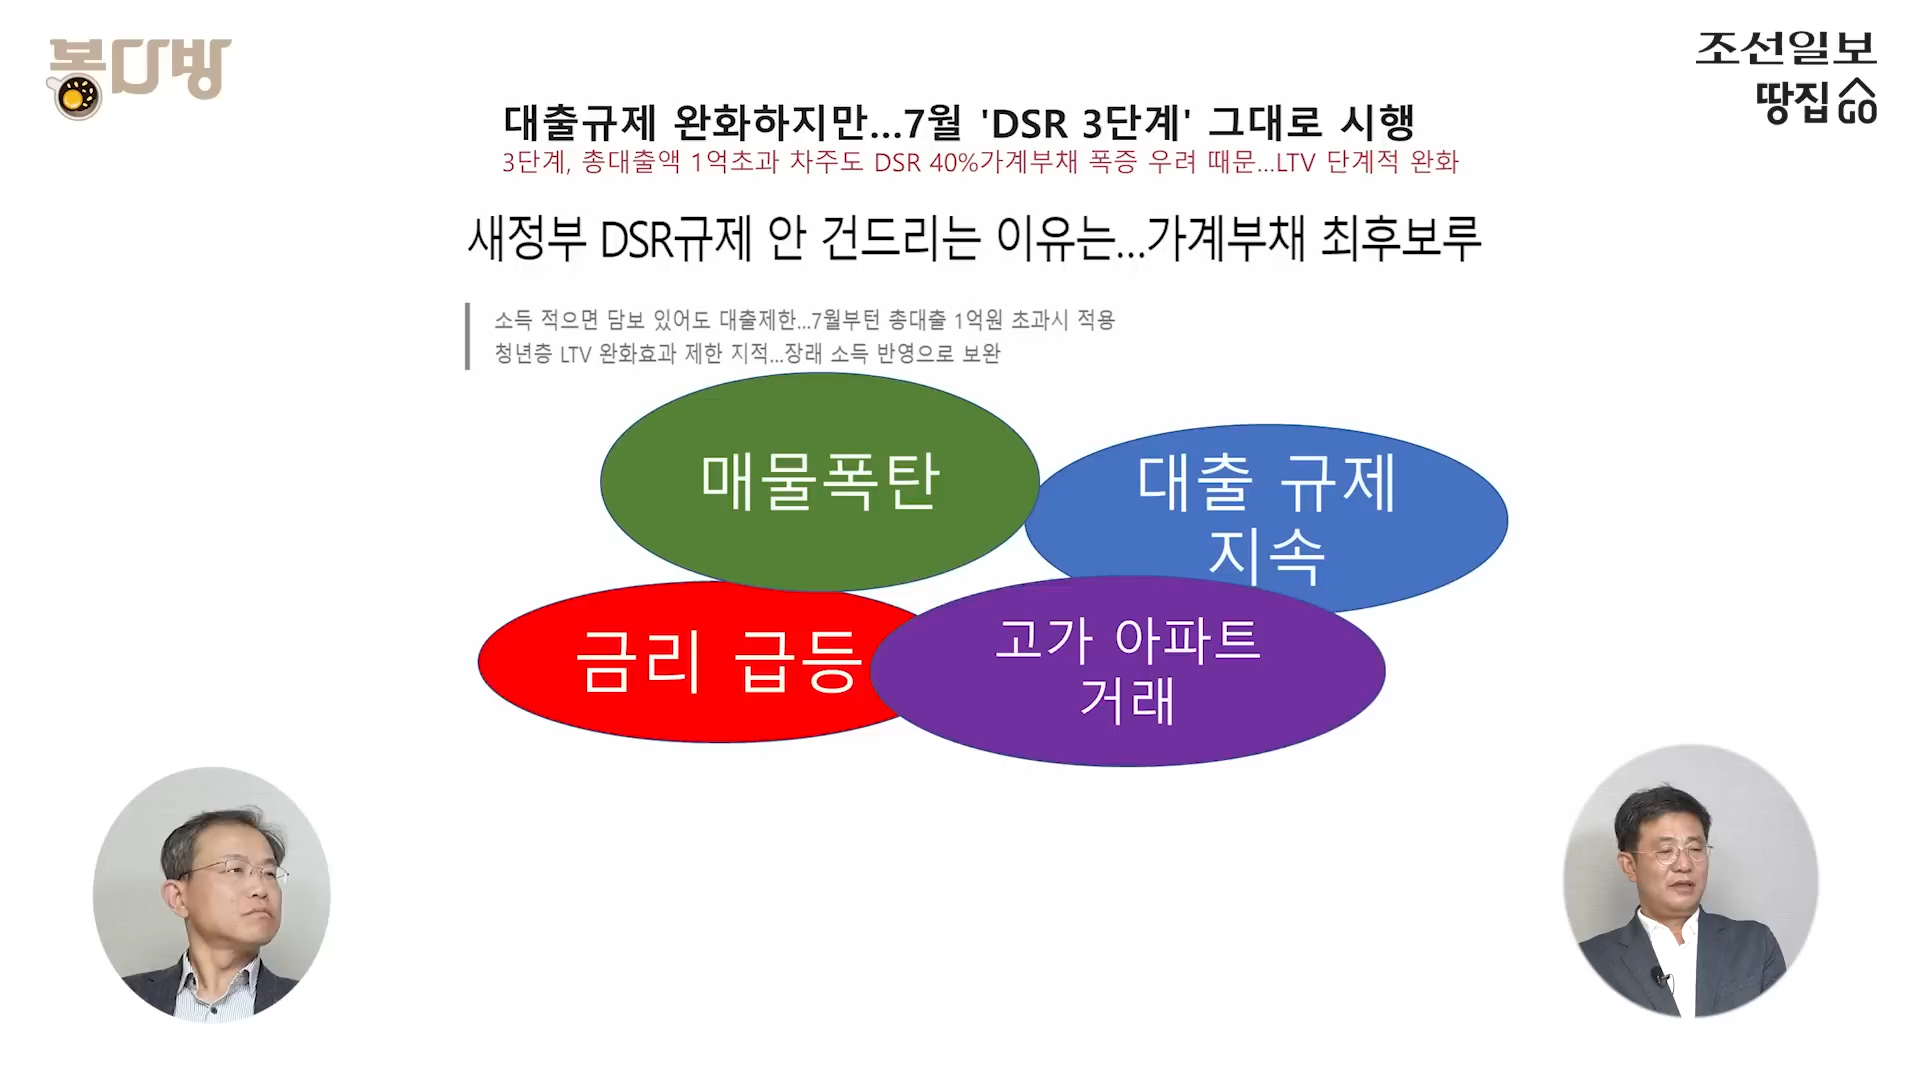 봉다방
조선일보
땅집GO
대출규제 완화하지만...7월 'DSR 3단계' 그대로 시행
3단계, 총대출액 1억초과 차주도 DSR 40%가계부채 폭증 우려 때문...LTV 단계적 완화
새정부 DSR규제 안 건드리는 이유는...가계부채 최후보루
소득 적으면 담보 있어도 대출제한...7월부턴 총대출 1억원 초과시 적용
청년층 LTV 완화효과 제한 지적...장래 소득 반영으로 보완
매물폭탄
대출 규제
지속
금리 급등
고가 아파트
거래